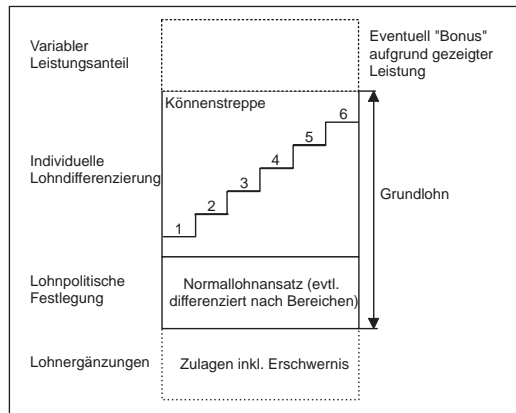 Variabler
Leistungsanteil
Eventuell "Bonus"
aufgrund gezeigter
Leistung
Könnenstreppe
6
5
4
3
2
1
Individuelle
Lohndifferenzierung
Grundlohn
Lohnpolitische
Festlegung
Normallohnansatz (evtl.
differenziert nach Bereichen)
Lohnergänzungen
Zulagen inkl. Erschwernis